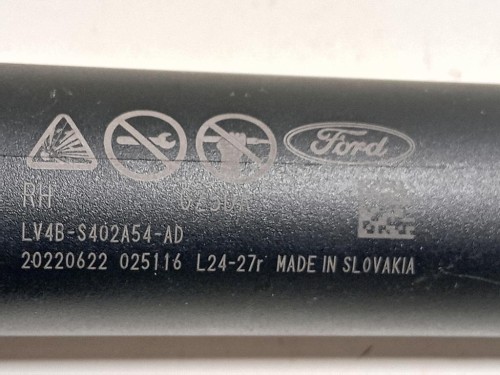 Ford
RH
LV4B-S402A54-AD
20220622 025116 L24-27r MADE IN SLOVAKIA